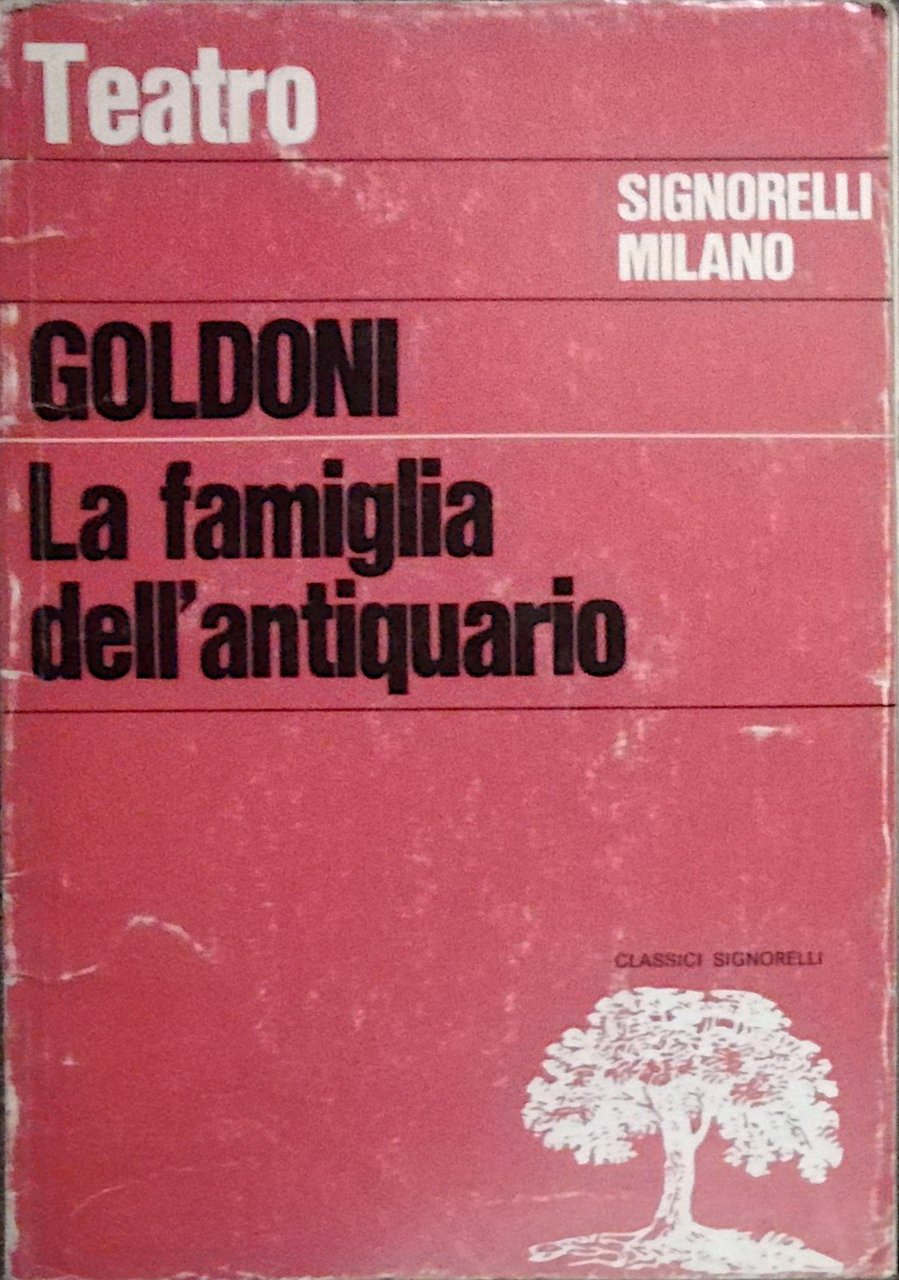 Teatro
SIGNORELLI
MILANO
GOLDONI
La famiglia
dell'antiquario
CLASSICI SIGNORELLI